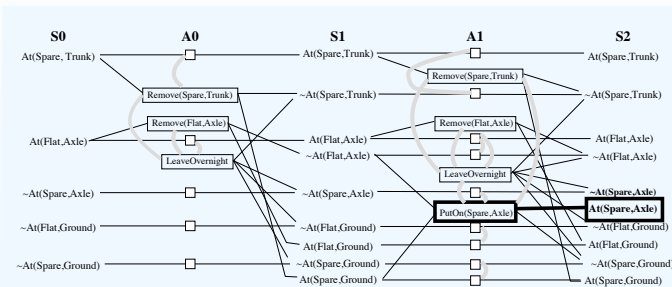 S0 A0 S1 A1 S2
At(Spare, Trunk) At(Spare,Trunk) At(Spare,Trunk)
Remove(Spare,Trunk)
Remove(Spare,Trunk) ~At(Spare,Trunk) ~At(Spare,Trunk)
Remove(Flat,Axle) Remove(Flat,Axle)
At(Flat,Axle) At(Flat,Axle) At(Flat,Axle)
~At(Flat,Axle) ~At(Flat,Axle)
LeaveOvernight
LeaveOvernight
~At(Spare,Axle) ~At(Spare,Axle) ~At(Spare,Axle)
PutOn(Spare,Axle) At(Spare,Axle)
~At(Flat,Ground) ~At(Flat,Ground) ~At(Flat,Ground)
At(Flat,Ground) At(Flat,Ground)
~At(Spare,Ground) ~At(Spare,Ground) ~At(Spare,Ground
At(Spare,Ground) At(Spare,Ground)